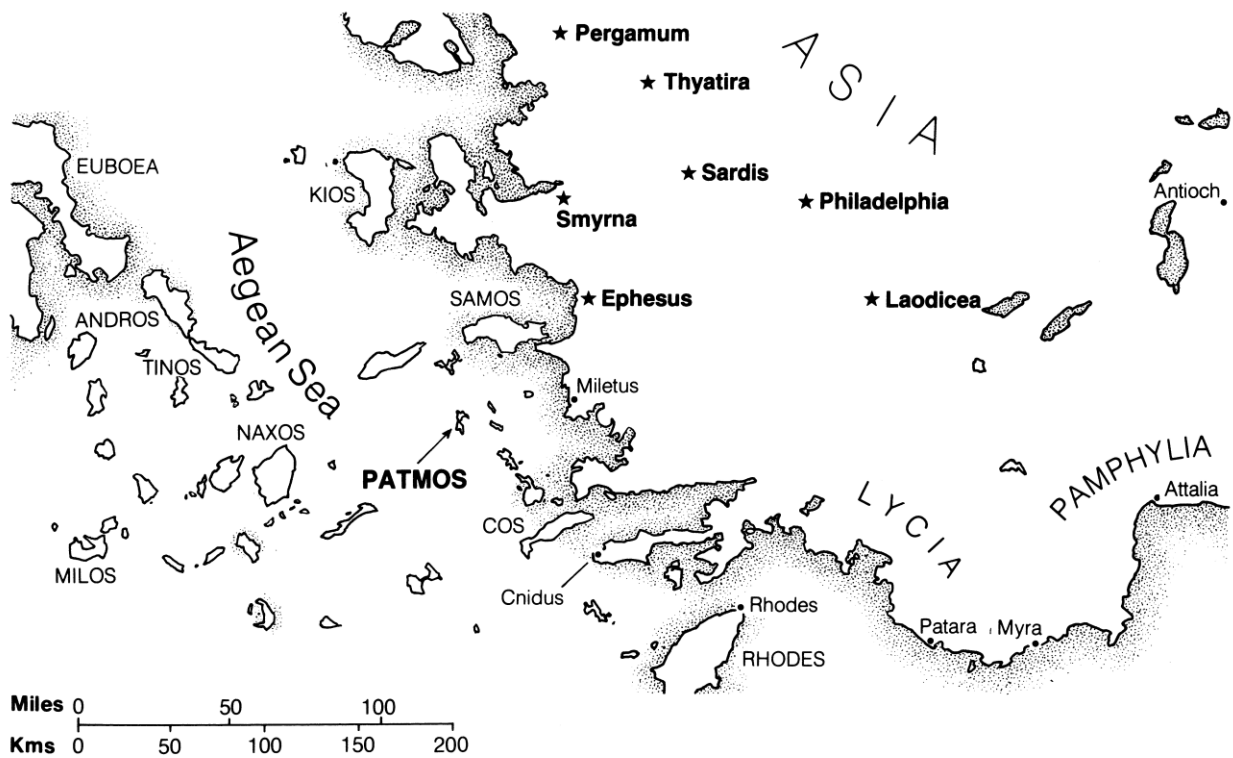 Pergamum
Thyatira
ASIA
EUBOEA
KIOS
Sardis
Smyrna
Philadelphia
Antioch
Aegean Sea
SAMOS
Ephesus
Laodicea
ANDROS
TINOS
Miletus
NAXOS
PATMOS
PAMPHYLIA
LYCIA
Attalia
COS
MILOS
Cnidus
Rhodes
Patara
Myra
RHODES
Miles 0 50 100
Kms 0 50 100 150 200